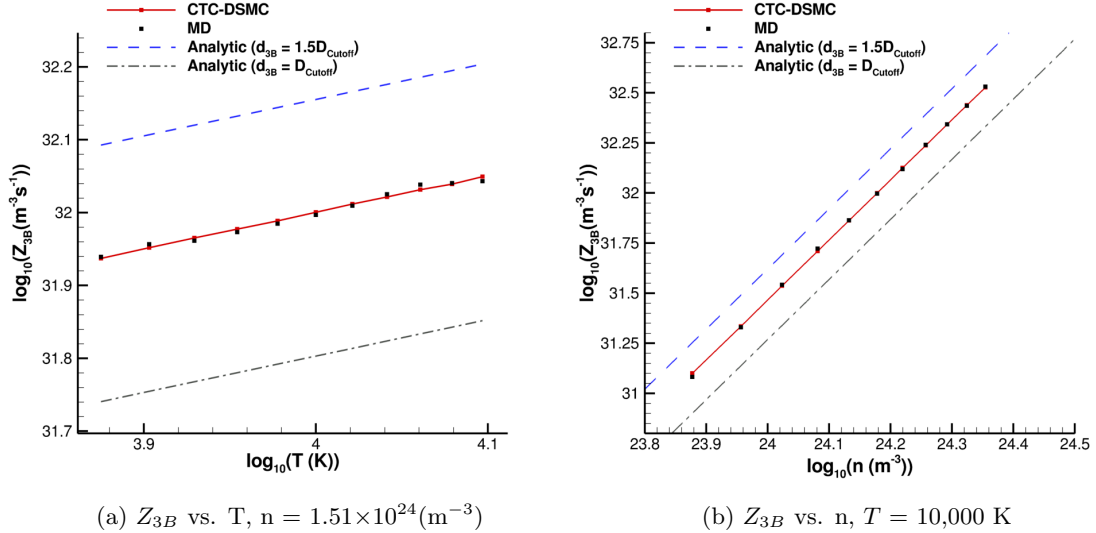 CTC-DSMC
MD
Analytic (d3B = 1.5DCutoff)
Analytic (d3B = DCutoff)
32.2
32.1
32
31.9
31.8
31.7
log10(Z3B(m⁻³s⁻¹))
3.9 4 4.1
log10(T (K))
(a) Z3B vs. T, n = 1.51×10²⁴(m⁻³)
CTC-DSMC
MD
Analytic (d3B = 1.5DCutoff)
Analytic (d3B = DCutoff)
32.75
32.5
32.25
32
31.75
31.5
31.25
31
log10(Z3B(m⁻³s⁻¹))
23.8 23.9 24 24.1 24.2 24.3 24.4 24.5
log10(n (m⁻³))
(b) Z3B vs. n, T = 10,000 K